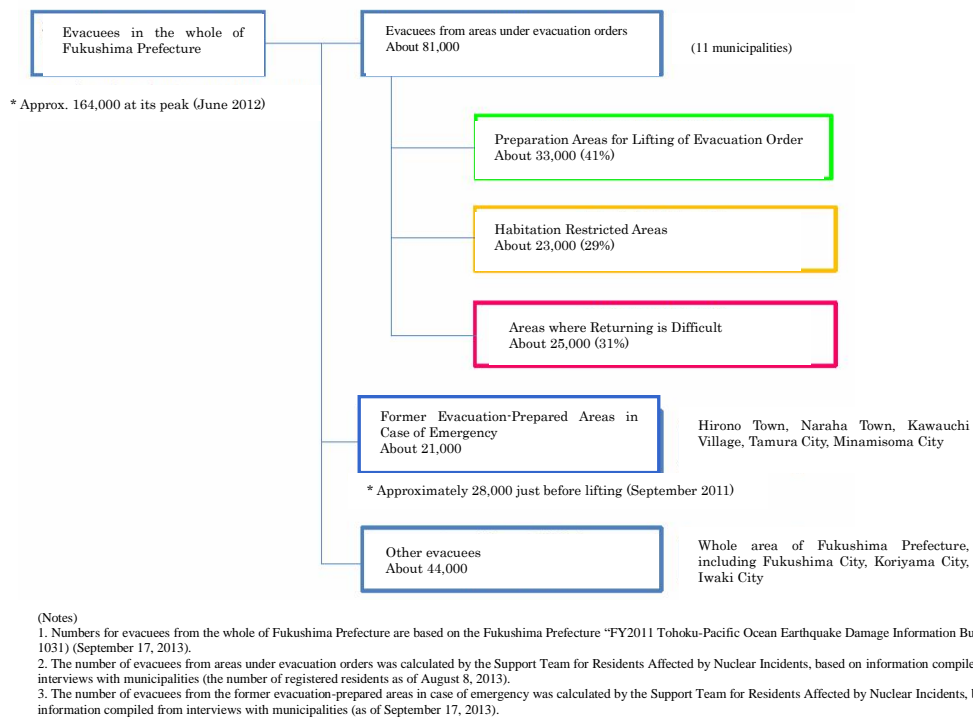 Evacuees in the whole of
Fukushima Prefecture
* Approx. 164,000 at its peak (June 2012)
Evacuees from areas under evacuation orders
About 81,000
(11 municipalities)
Preparation Areas for Lifting of Evacuation Order
About 33,000 (41%)
Habitation Restricted Areas
About 23,000 (29%)
Areas where Returning is Difficult
About 25,000 (31%)
Former Evacuation-Prepared Areas in
Case of Emergency
About 21,000
Hirono Town, Naraha Town, Kawauchi
Village, Tamura City, Minamisoma City
* Approximately 28,000 just before lifting (September 2011)
Other evacuees
About 44,000
Whole area of Fukushima Prefecture,
including Fukushima City, Koriyama City,
Iwaki City
(Notes)
1. Numbers for evacuees from the whole of Fukushima Prefecture are based on the Fukushima Prefecture “FY2011 Tohoku-Pacific Ocean Earthquake Damage Information
1031) (September 17, 2013).
2. The number of evacuees from areas under evacuation orders was calculated by the Support Team for Residents Affected by Nuclear Incidents, based on information
interviews with municipalities (the number of registered residents as of August 8, 2013).
3. The number of evacuees from the former evacuation-prepared areas in case of emergency was calculated by the Support Team for Residents Affected by Nuclear Incidents,
information compiled from interviews with municipalities (as of September 17, 2013).